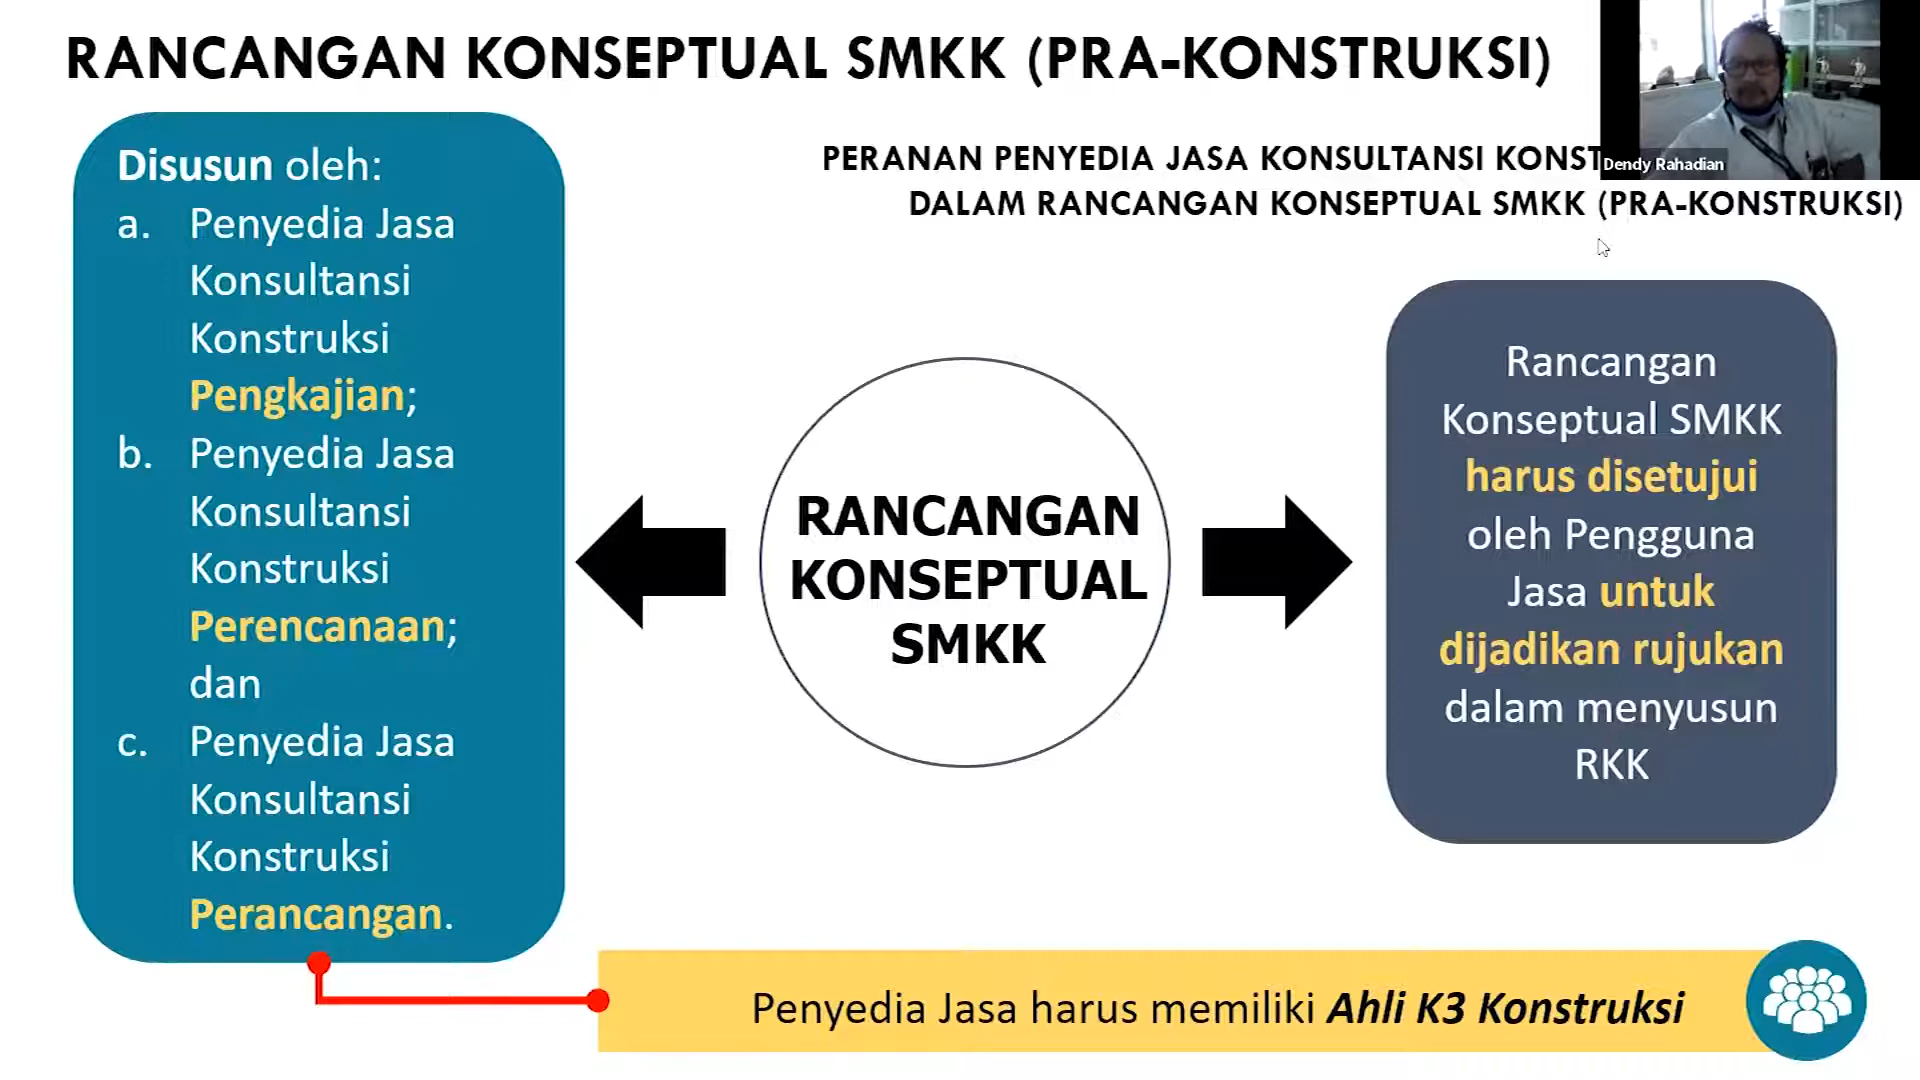 RANCANGAN KONSEPTUAL SMKK (PRA-KONSTRUKSI)
Dendy Rahadian
PERANAN PENYEDIA JASA KONSULTANSI KONST
DALAM RANCANGAN KONSEPTUAL SMKK (PRA-KONSTRUKSI)
Disusun oleh:
a. Penyedia Jasa
Konsultansi
Konstruksi
Pengkajian;
b. Penyedia Jasa
Konsultansi
Konstruksi
Perencanaan;
dan
c. Penyedia Jasa
Konsultansi
Konstruksi
Perancangan.
RANCANGAN
KONSEPTUAL
SMKK
Rancangan
Konseptual SMKK
harus disetujui
oleh Pengguna
Jasa untuk
dijadikan rujukan
dalam menyusun
RKK
Penyedia Jasa harus memiliki Ahli K3 Konstruksi